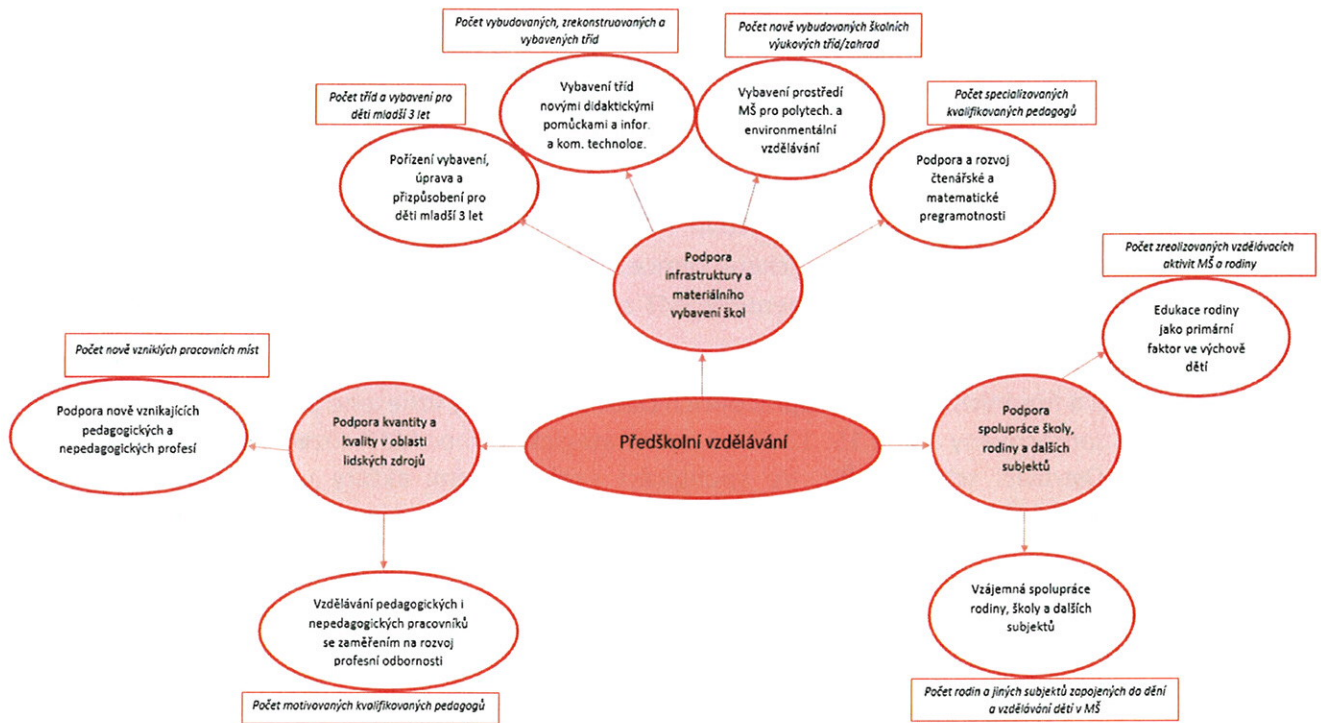 Počet vybudovaných, zrekonstruovaných a
vybavených tříd
Počet nově vybudovaných školních
výukových tříd/zahrad
Počet tříd a vybavení pro
děti mladší 3 let
Vybavení tříd
novými didaktickými
pomůckami a infor.
a kom. technolog.
Vybavení prostředí
MŠ pro polytech. a
environmentální
vzdělávání
Počet specializovaných
kvalifikovaných pedagogů
Pořízení vybavení,
úprava a
přizpůsobení pro
děti mladší 3 let
Podpora a rozvoj
čtenářské a
matematické
pregramotnosti
Podpora
infrastruktury a
materiálního
vybavení škol
Počet zrealizovaných vzdělávacích
aktivit MŠ a rodiny
Edukace rodiny
jako primární
faktor ve výchově
dětí
Počet nově vzniklých pracovních míst
Podpora nově vznikajících
pedagogických a
nepedagogických profesí
Podpora kvantity a
kvality v oblasti
lidských zdrojů
Předškolní vzdělávání
Podpora
spolupráce školy,
rodiny a dalších
subjektů
Vzdělávání pedagogických i
nepedagogických pracovníků
se zaměřením na rozvoj
profesní odbornosti
Počet motivovaných kvalifikovaných pedagogů
Vzájemná spolupráce
rodiny, školy a dalších
subjektů
Počet rodin a jiných subjektů zapojených do dění
a vzdělávání dětí v MŠ